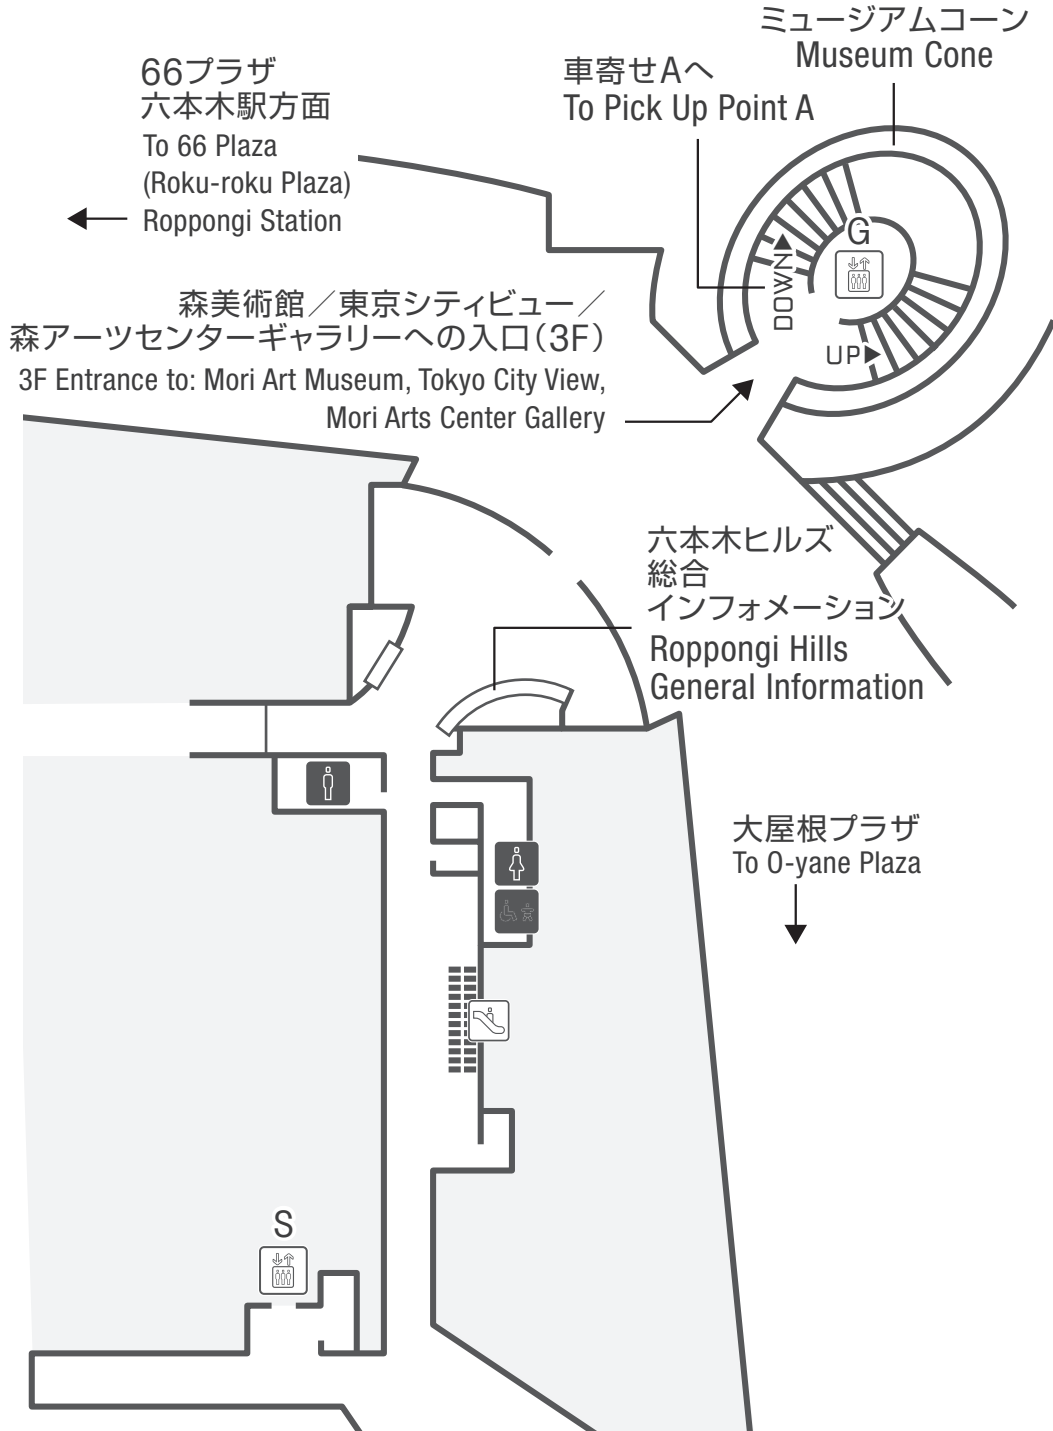 ミュージアムコーン
Museum Cone
車寄せAへ
To Pick Up Point A
66プラザ
六本木駅方面
To 66 Plaza
(Roku-roku Plaza)
Roppongi Station
G
DOWN
UP
森美術館／東京シティビュー／
森アーツセンターギャラリーへの入口（3F）
3F Entrance to: Mori Art Museum, Tokyo City View,
Mori Arts Center Gallery
六本木ヒルズ
総合
インフォメーション
Roppongi Hills
General Information
大屋根プラザ
To O-yane Plaza
S